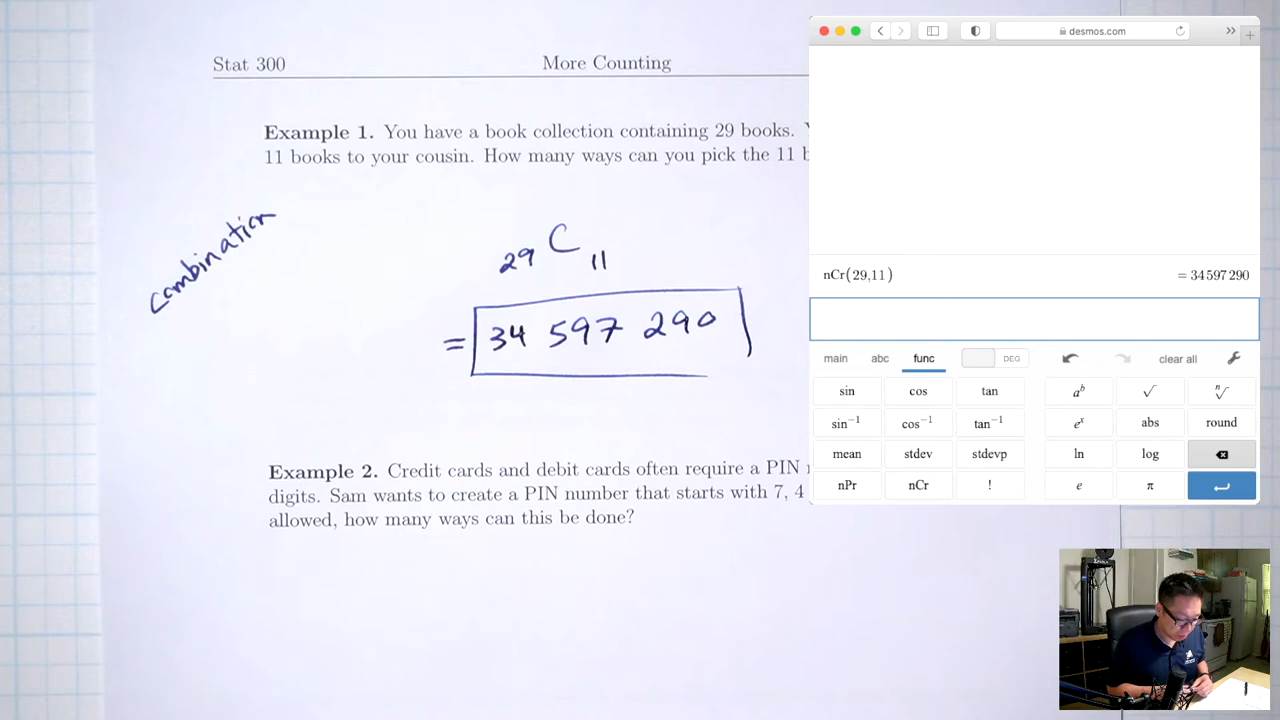 Stat 300
More Counting
Example 1. You have a book collection containing 29 books.
11 books to your cousin. How many ways can you pick the 11
combination
29 C 11
= 34 597 290
Example 2. Credit cards and debit cards often require a PIN
digits. Sam wants to create a PIN number that starts with 7, 4
allowed, how many ways can this be done?
desmos.com
nCr(29,11) = 34597290
main abc func DEG clear all
sin cos tan a^b √ ⁿ√
sin⁻¹ cos⁻¹ tan⁻¹ eˣ abs round
mean stdev stdevp ln log
nPr nCr ! e π